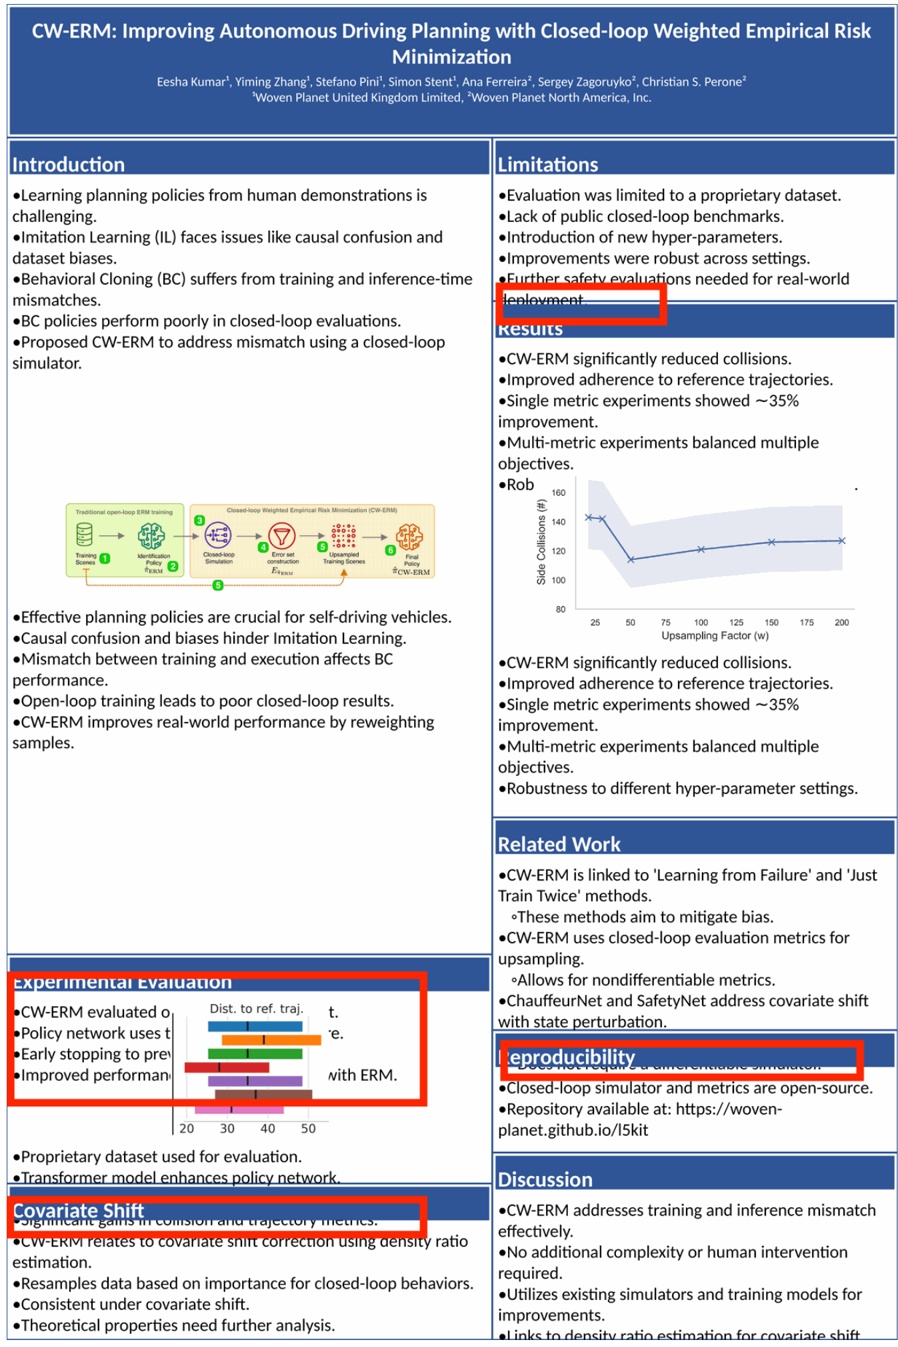 CW-ERM: Improving Autonomous Driving Planning with Closed-loop Weighted Empirical Risk
Minimization
Eesha Kumar¹, Yiming Zhang¹, Stefano Pini¹, Simon Stent¹, Ana Ferreira², Sergey Zagoruyko², Christian S. Perone²
¹Woven Planet United Kingdom Limited, ²Woven Planet North America, Inc.
Introduction
•Learning planning policies from human demonstrations is
challenging.
•Imitation Learning (IL) faces issues like causal confusion and
dataset biases.
•Behavioral Cloning (BC) suffers from training and inference-time
mismatches.
•BC policies perform poorly in closed-loop evaluations.
•Proposed CW-ERM to address mismatch using a closed-loop
simulator.
Traditional open-loop ERM training
Closed-loop Weighted Empirical Risk Minimization (CW-ERM)
Training
Scenes
1
Identification
Policy
π̂ERM
2
3
Closed-loop
Simulation
4
Error set
construction
Eπ̂ERM
5
Upsampled
Training Scenes
6
Final
Policy
π̂CW-ERM
5
•Effective planning policies are crucial for self-driving vehicles.
•Causal confusion and biases hinder Imitation Learning.
•Mismatch between training and execution affects BC
performance.
•Open-loop training leads to poor closed-loop results.
•CW-ERM improves real-world performance by reweighting
samples.
Experimental Evaluation
•CW-ERM evaluated o t.
•Policy network uses t e.
•Early stopping to prev
•Improved performan with ERM.
Dist. to ref. traj.
20 30 40 50
•Proprietary dataset used for evaluation.
•Transformer model enhances policy network.
Covariate Shift
•Significant gains in collision and trajectory metrics.
•CW-ERM relates to covariate shift correction using density ratio
estimation.
•Resamples data based on importance for closed-loop behaviors.
•Consistent under covariate shift.
•Theoretical properties need further analysis.
Limitations
•Evaluation was limited to a proprietary dataset.
•Lack of public closed-loop benchmarks.
•Introduction of new hyper-parameters.
•Improvements were robust across settings.
•Further safety evaluations needed for real-world
deployment.
Results
•CW-ERM significantly reduced collisions.
•Improved adherence to reference trajectories.
•Single metric experiments showed ∼35%
improvement.
•Multi-metric experiments balanced multiple
objectives.
•Rob .
Side Collisions (#)
160
140
120
100
80
25 50 75 100 125 150 175 200
Upsampling Factor (w)
•CW-ERM significantly reduced collisions.
•Improved adherence to reference trajectories.
•Single metric experiments showed ∼35%
improvement.
•Multi-metric experiments balanced multiple
objectives.
•Robustness to different hyper-parameter settings.
Related Work
•CW-ERM is linked to 'Learning from Failure' and 'Just
Train Twice' methods.
◦These methods aim to mitigate bias.
•CW-ERM uses closed-loop evaluation metrics for
upsampling.
◦Allows for nondifferentiable metrics.
•ChauffeurNet and SafetyNet address covariate shift
with state perturbation.
Reproducibility
◦Does not require a differentiable simulator.
•Closed-loop simulator and metrics are open-source.
•Repository available at: https://woven-
planet.github.io/l5kit
Discussion
•CW-ERM addresses training and inference mismatch
effectively.
•No additional complexity or human intervention
required.
•Utilizes existing simulators and training models for
improvements.
•Links to density ratio estimation for covariate shift